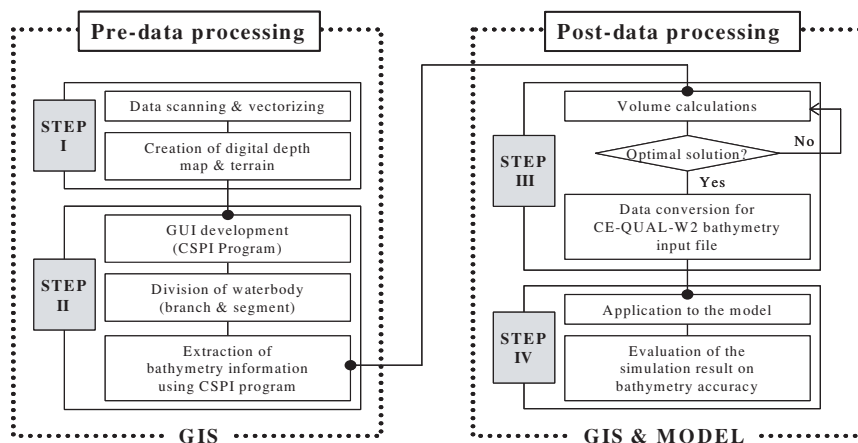 Pre-data processing
STEP
I
Data scanning & vectorizing
Creation of digital depth
map & terrain
STEP
II
GUI development
(CSPI Program)
Division of waterbody
(branch & segment)
Extraction of
bathymetry information
using CSPI program
GIS
Post-data processing
STEP
III
Volume calculations
Optimal solution?
No
Yes
Data conversion for
CE-QUAL-W2 bathymetry
input file
STEP
IV
Application to the model
Evaluation of the
simulation result on
bathymetry accuracy
GIS & MODEL